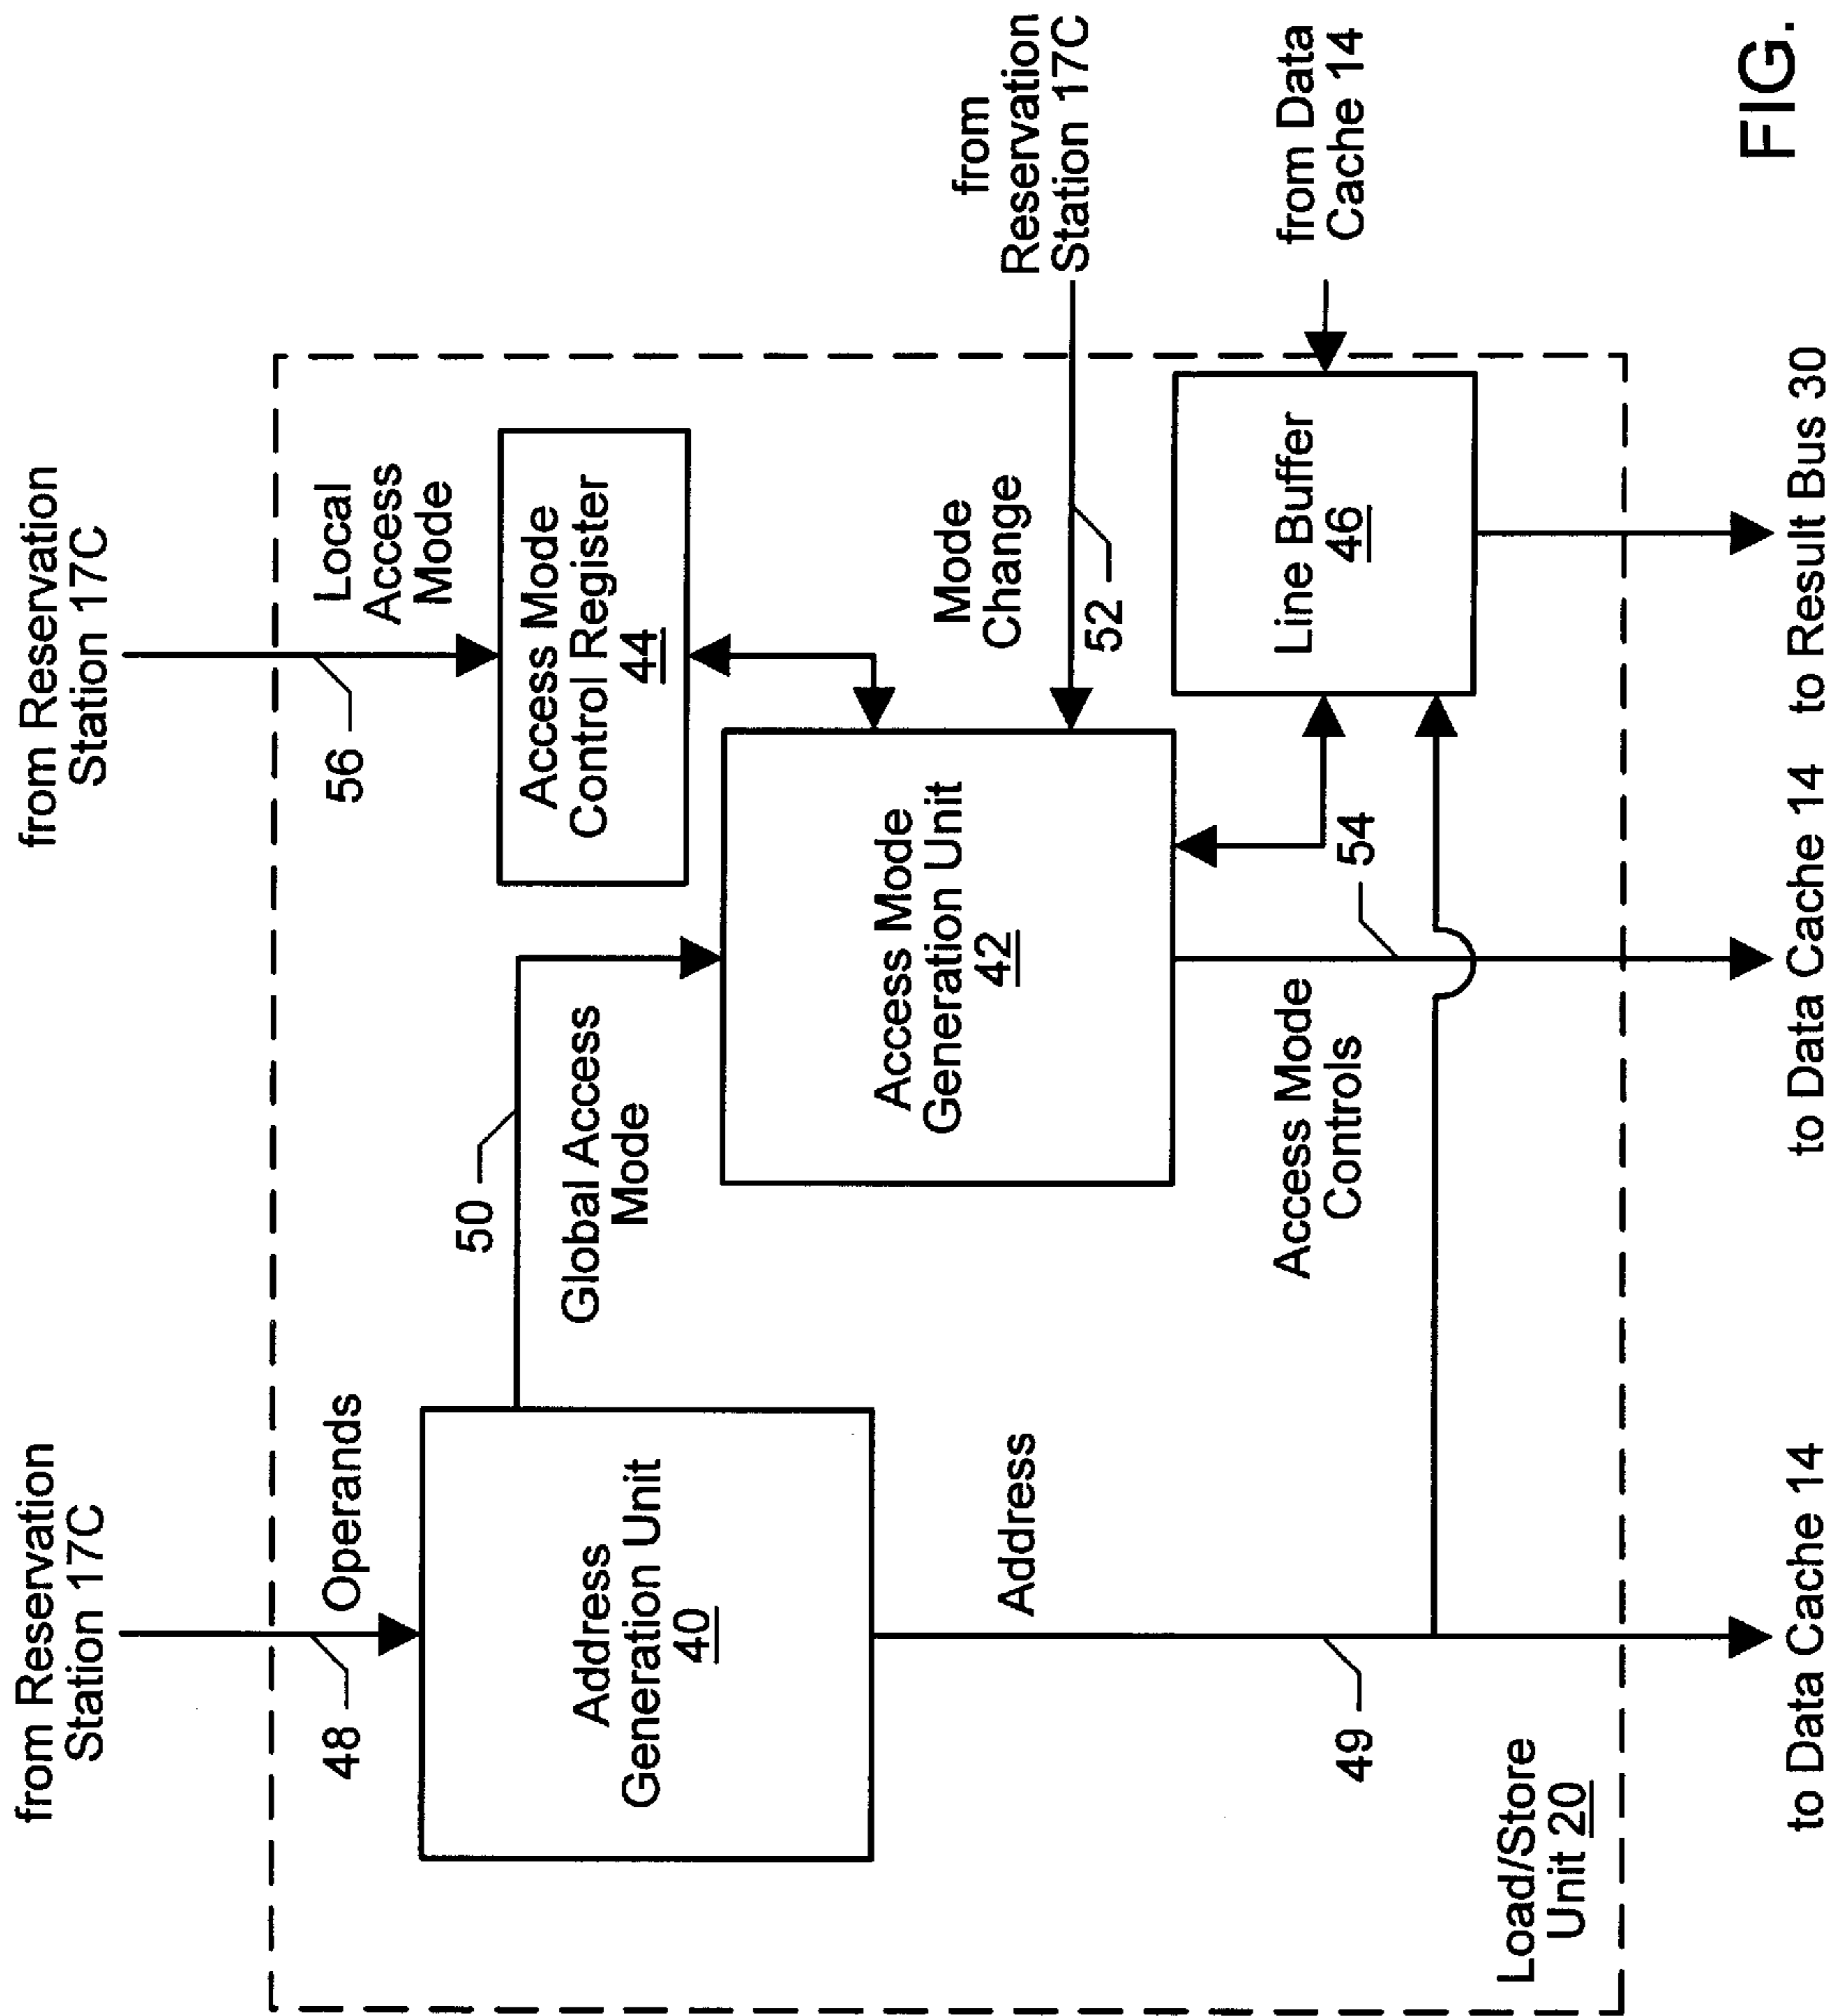 from Reservation
Station 17C
from Reservation
Station 17C
48
Operands
56
Local
Access
Mode
Address
Generation Unit
40
50
Global Access
Mode
Access Mode
Control Register
44
Access Mode
Generation Unit
42
Mode
Change
52
from
Reservation
Station 17C
Address
49
Access Mode
Controls
54
Line Buffer
46
from Data
Cache 14
Load/Store
Unit 20
to Data Cache 14
to Data Cache 14
to Result Bus 30
FIG.